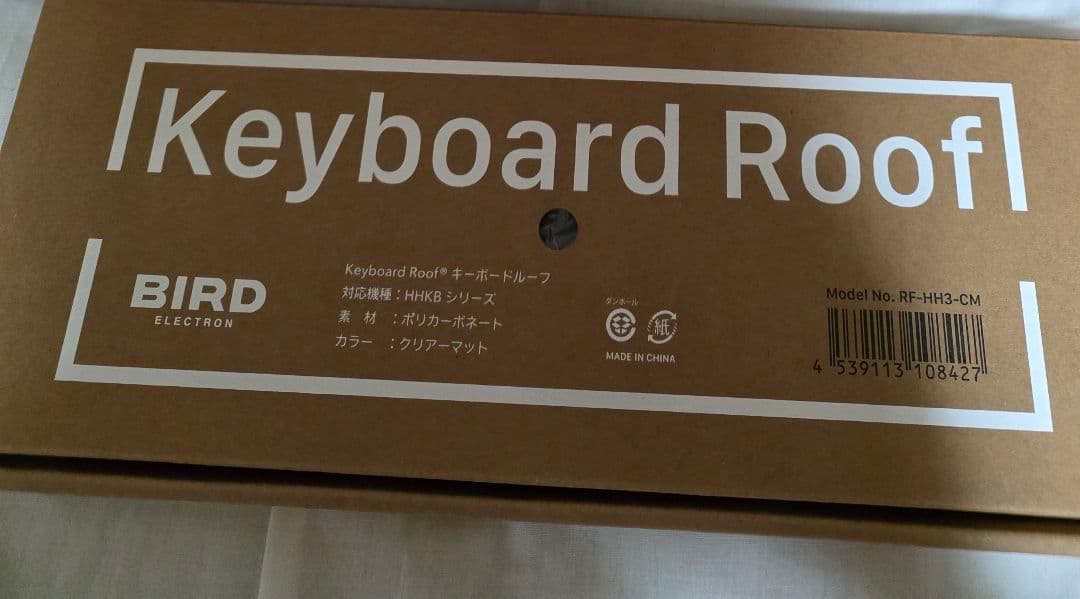 Keyboard Roof
BIRD
ELECTRON
Keyboard Roof® キーボードルーフ
対応機種：HHKB シリーズ
素　材　：ポリカーボネート
カラー　：クリアーマット
ダンボール
紙
MADE IN CHINA
Model No. RF-HH3-CM
4 539113 108427